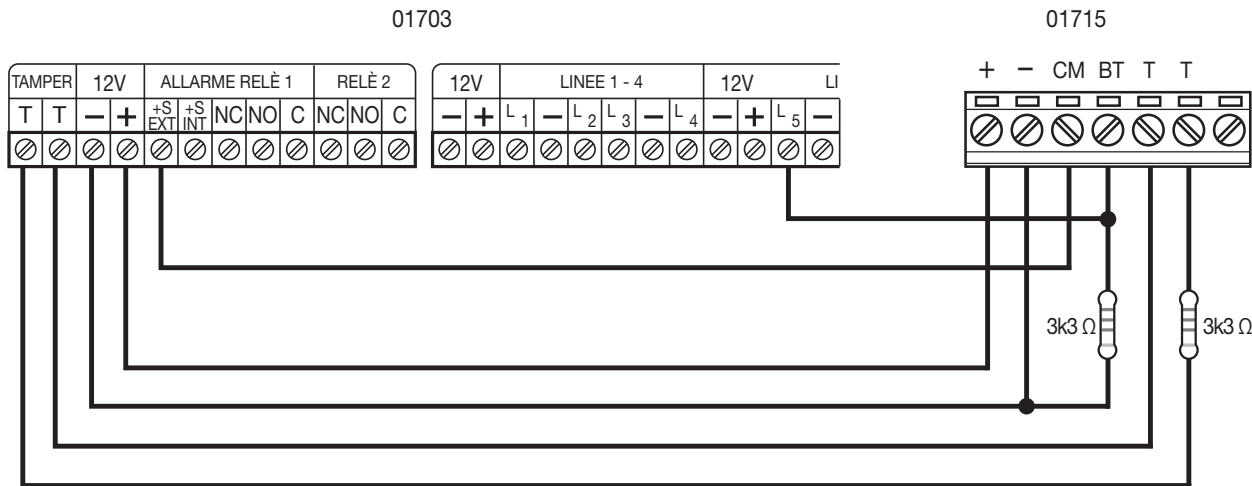 01703
01715
TAMPER 12V ALLARME RELÈ 1 RELÈ 2
T T − + +S EXT +S INT NC NO C NC NO C
12V LINEE 1 - 4 12V LI
− + L1 − L2 L3 − L4 − + L5 −
+ − CM BT T T
3k3 Ω
3k3 Ω